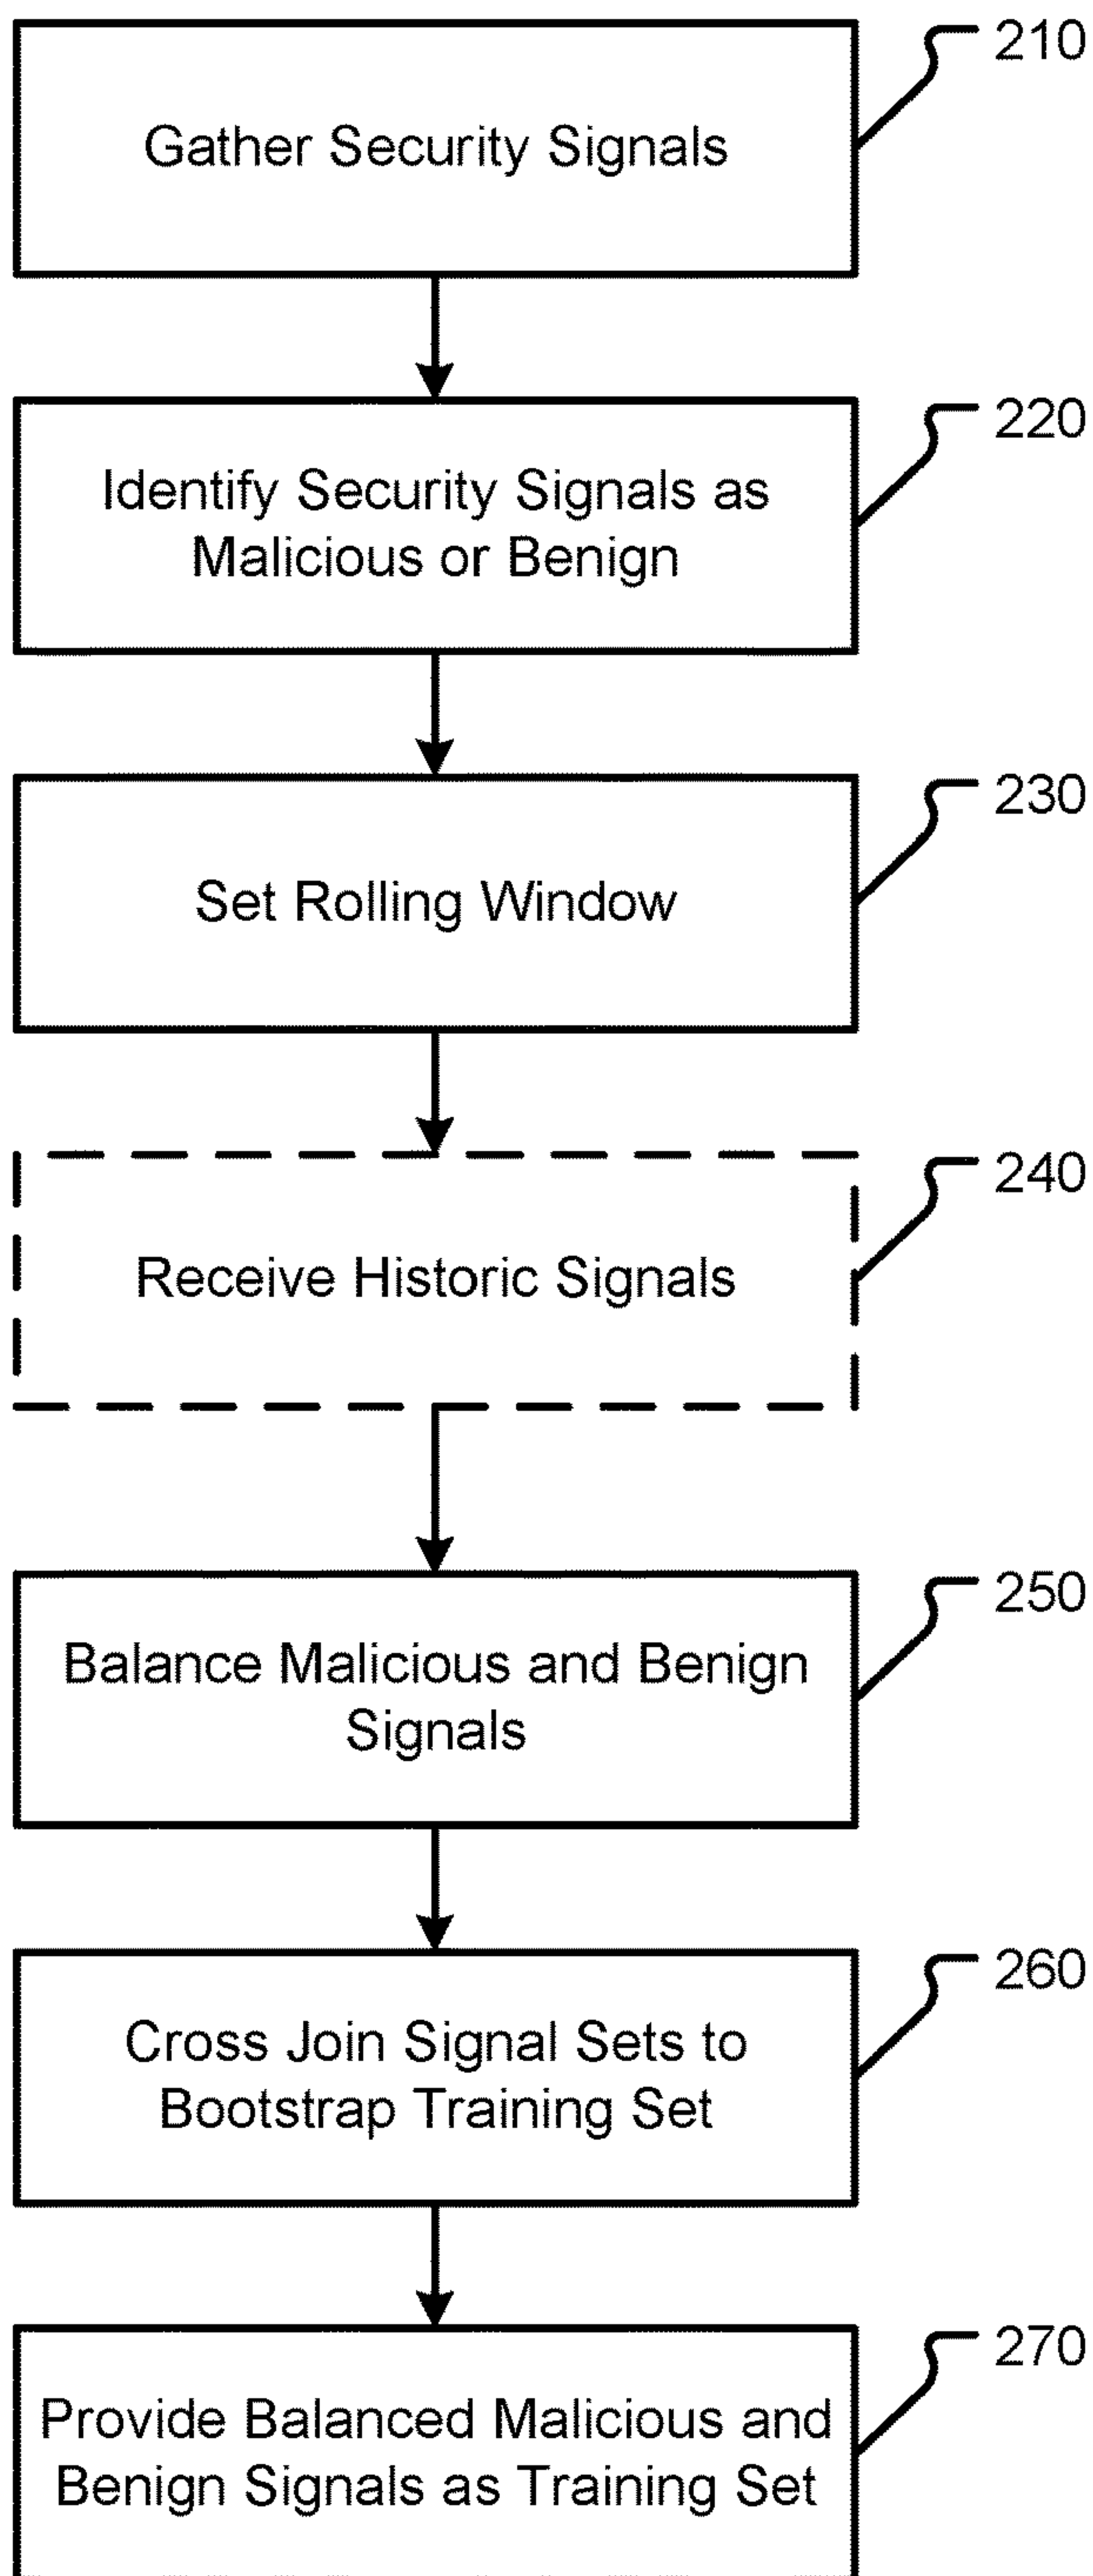 210
Gather Security Signals
220
Identify Security Signals as
Malicious or Benign
230
Set Rolling Window
240
Receive Historic Signals
250
Balance Malicious and Benign
Signals
260
Cross Join Signal Sets to
Bootstrap Training Set
270
Provide Balanced Malicious and
Benign Signals as Training Set